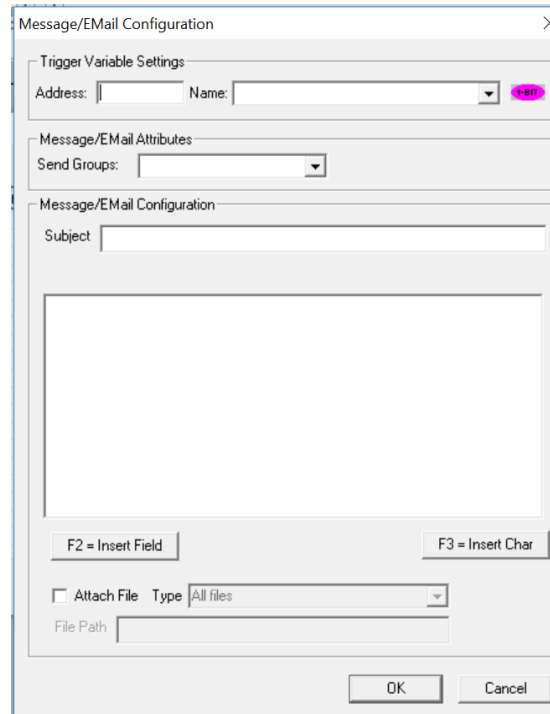 Message/EMail Configuration
Trigger Variable Settings
Address: Name: 1-BIT
Message/EMail Attributes
Send Groups:
Message/EMail Configuration
Subject
F2 = Insert Field F3 = Insert Char
Attach File Type All files
File Path
OK Cancel